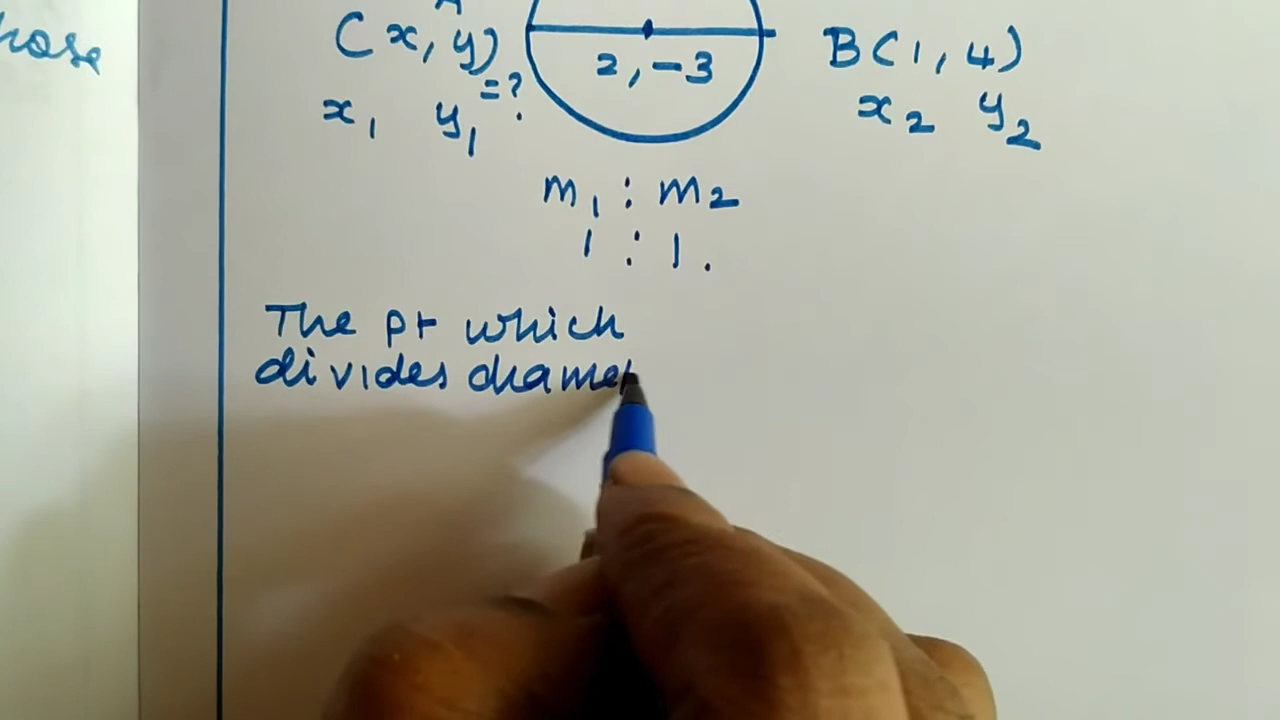 A
(x, y) B(1, 4)
2, -3
=?
x₁ y₁ x₂ y₂
m₁ : m₂
1 : 1.
The pt which
divides diame